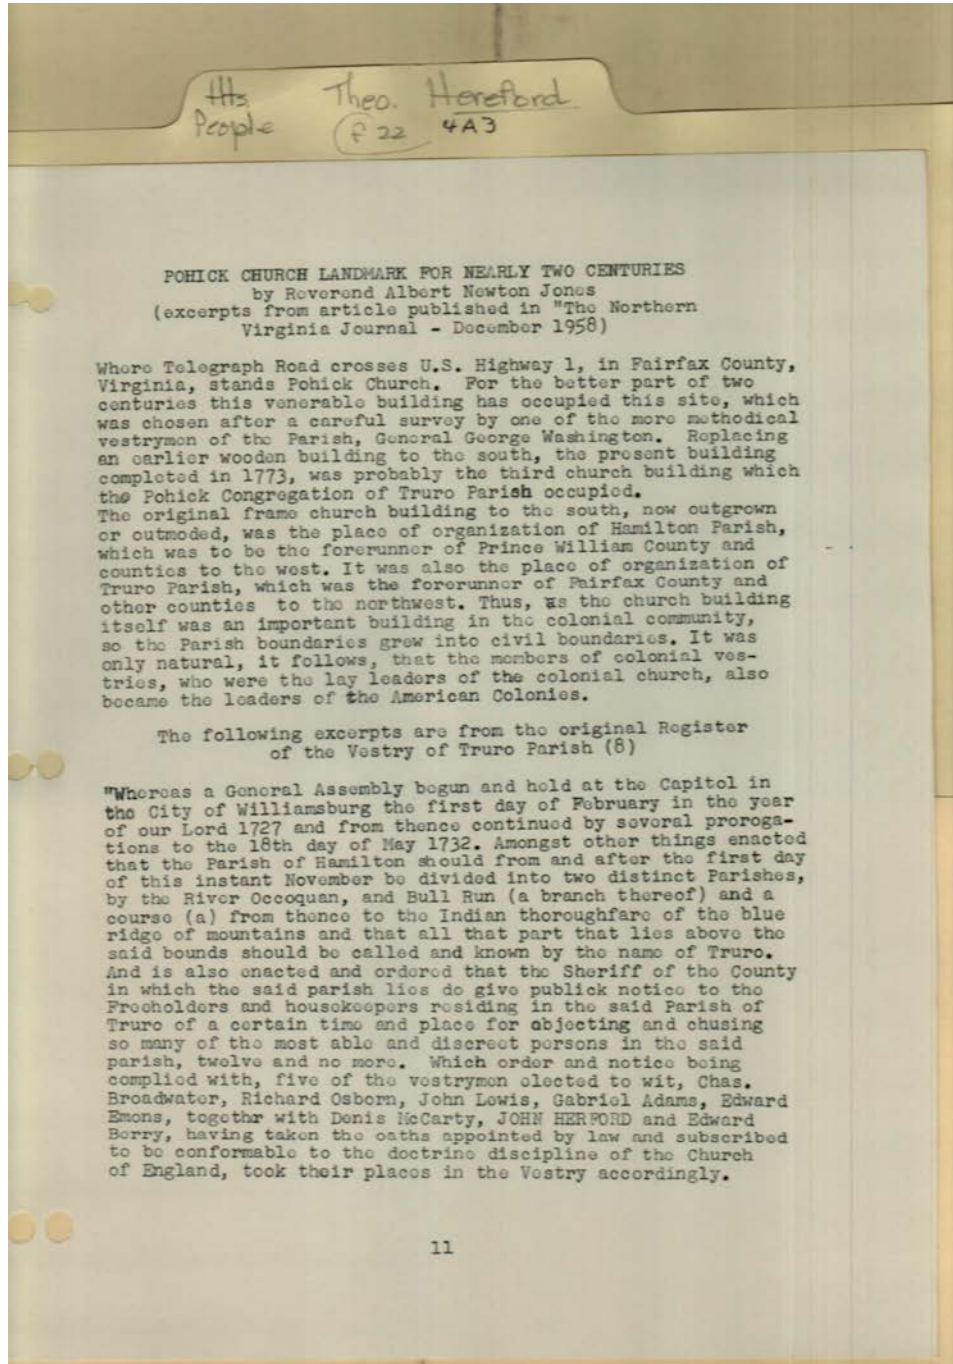 Hts Theo. Hereford
People f 22 4A3
POHICK CHURCH LANDMARK FOR NEARLY TWO CENTURIES
by Reverend Albert Newton Jones
(excerpts from article published in "The Northern
Virginia Journal - December 1958)
Where Telegraph Road crosses U.S. Highway 1, in Fairfax County,
Virginia, stands Pohick Church. For the better part of two
centuries this venerable building has occupied this site, which
was chosen after a careful survey by one of the more methodical
vestrymen of the Parish, General George Washington. Replacing
an earlier wooden building to the south, the present building
completed in 1773, was probably the third church building which
the Pohick Congregation of Truro Parish occupied.
The original frame church building to the south, now outgrown
or outmoded, was the place of organization of Hamilton Parish,
which was to be the forerunner of Prince William County and
counties to the west. It was also the place of organization of
Truro Parish, which was the forerunner of Fairfax County and
other counties to the northwest. Thus, as the church building
itself was an important building in the colonial community,
so the Parish boundaries grew into civil boundaries. It was
only natural, it follows, that the members of colonial ves-
tries, who were the lay leaders of the colonial church, also
became the leaders of the American Colonies.
The following excerpts are from the original Register
of the Vestry of Truro Parish (8)
"Whereas a General Assembly begun and held at the Capitol in
the City of Williamsburg the first day of February in the year
of our Lord 1727 and from thence continued by several proroga-
tions to the 18th day of May 1732. Amongst other things enacted
that the Parish of Hamilton should from and after the first day
of this instant November be divided into two distinct Parishes,
by the River Occoquan, and Bull Run (a branch thereof) and a
course (a) from thence to the Indian thoroughfare of the blue
ridge of mountains and that all that part that lies above the
said bounds should be called and known by the name of Truro.
And is also enacted and ordered that the Sheriff of the County
in which the said parish lies do give publick notice to the
Freeholders and housekeepers residing in the said Parish of
Truro of a certain time and place for objecting and chusing
so many of the most able and discreet persons in the said
parish, twelve and no more. Which order and notice being
complied with, five of the vestrymen elected to wit, Chas.
Broadwater, Richard Osborn, John Lewis, Gabriel Adams, Edward
Emons, togethr with Denis McCarty, JOHN HERFORD and Edward
Berry, having taken the oaths appointed by law and subscribed
to be conformable to the doctrine discipline of the Church
of England, took their places in the Vestry accordingly.
11